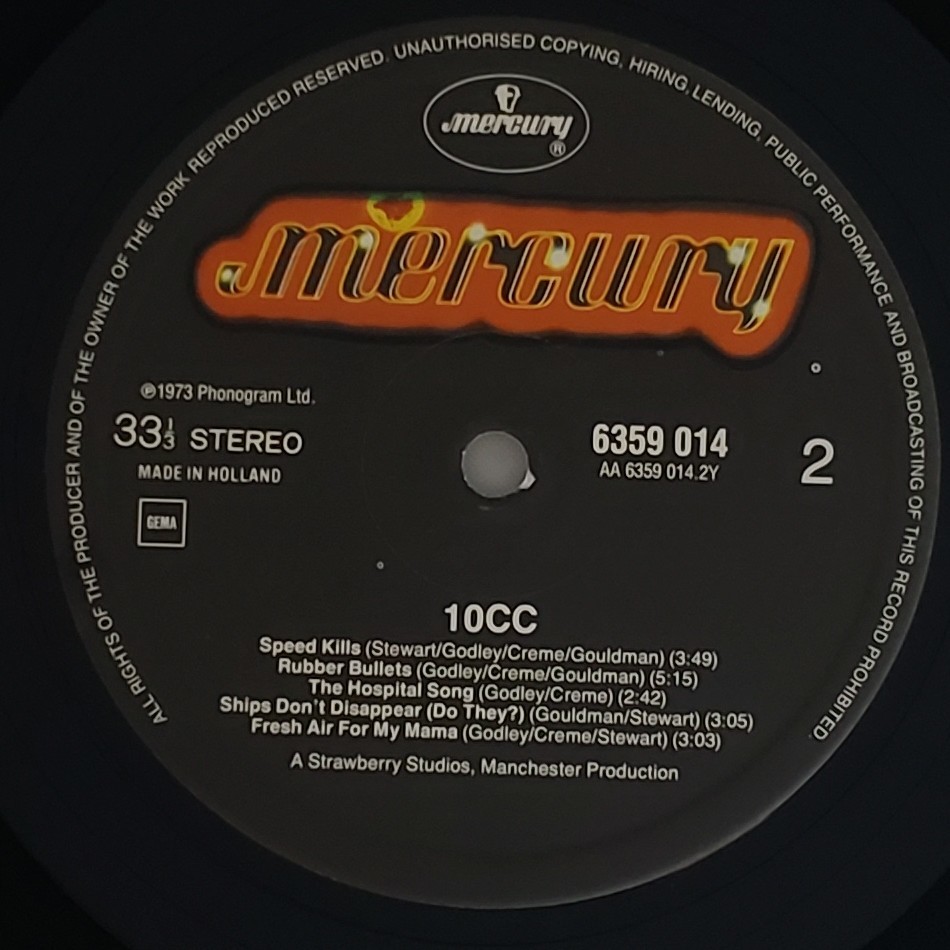 ALL RIGHTS OF THE PRODUCER AND OF THE OWNER OF THE WORK REPRODUCED RESERVED. UNAUTHORISED COPYING, HIRING, LENDING, PUBLIC PERFORMANCE AND BROADCASTING OF THIS RECORD PROHIBITED.
mercury
®
mercury
℗1973 Phonogram Ltd.
33⅓ STEREO
MADE IN HOLLAND
GEMA
6359 014
AA 6359 014.2Y
2
10CC
Speed Kills (Stewart/Godley/Creme/Gouldman) (3:49)
Rubber Bullets (Godley/Creme/Gouldman) (5:15)
The Hospital Song (Godley/Creme) (2:42)
Ships Don't Disappear (Do They?) (Gouldman/Stewart) (3:05)
Fresh Air For My Mama (Godley/Creme/Stewart) (3:03)
A Strawberry Studios, Manchester Production